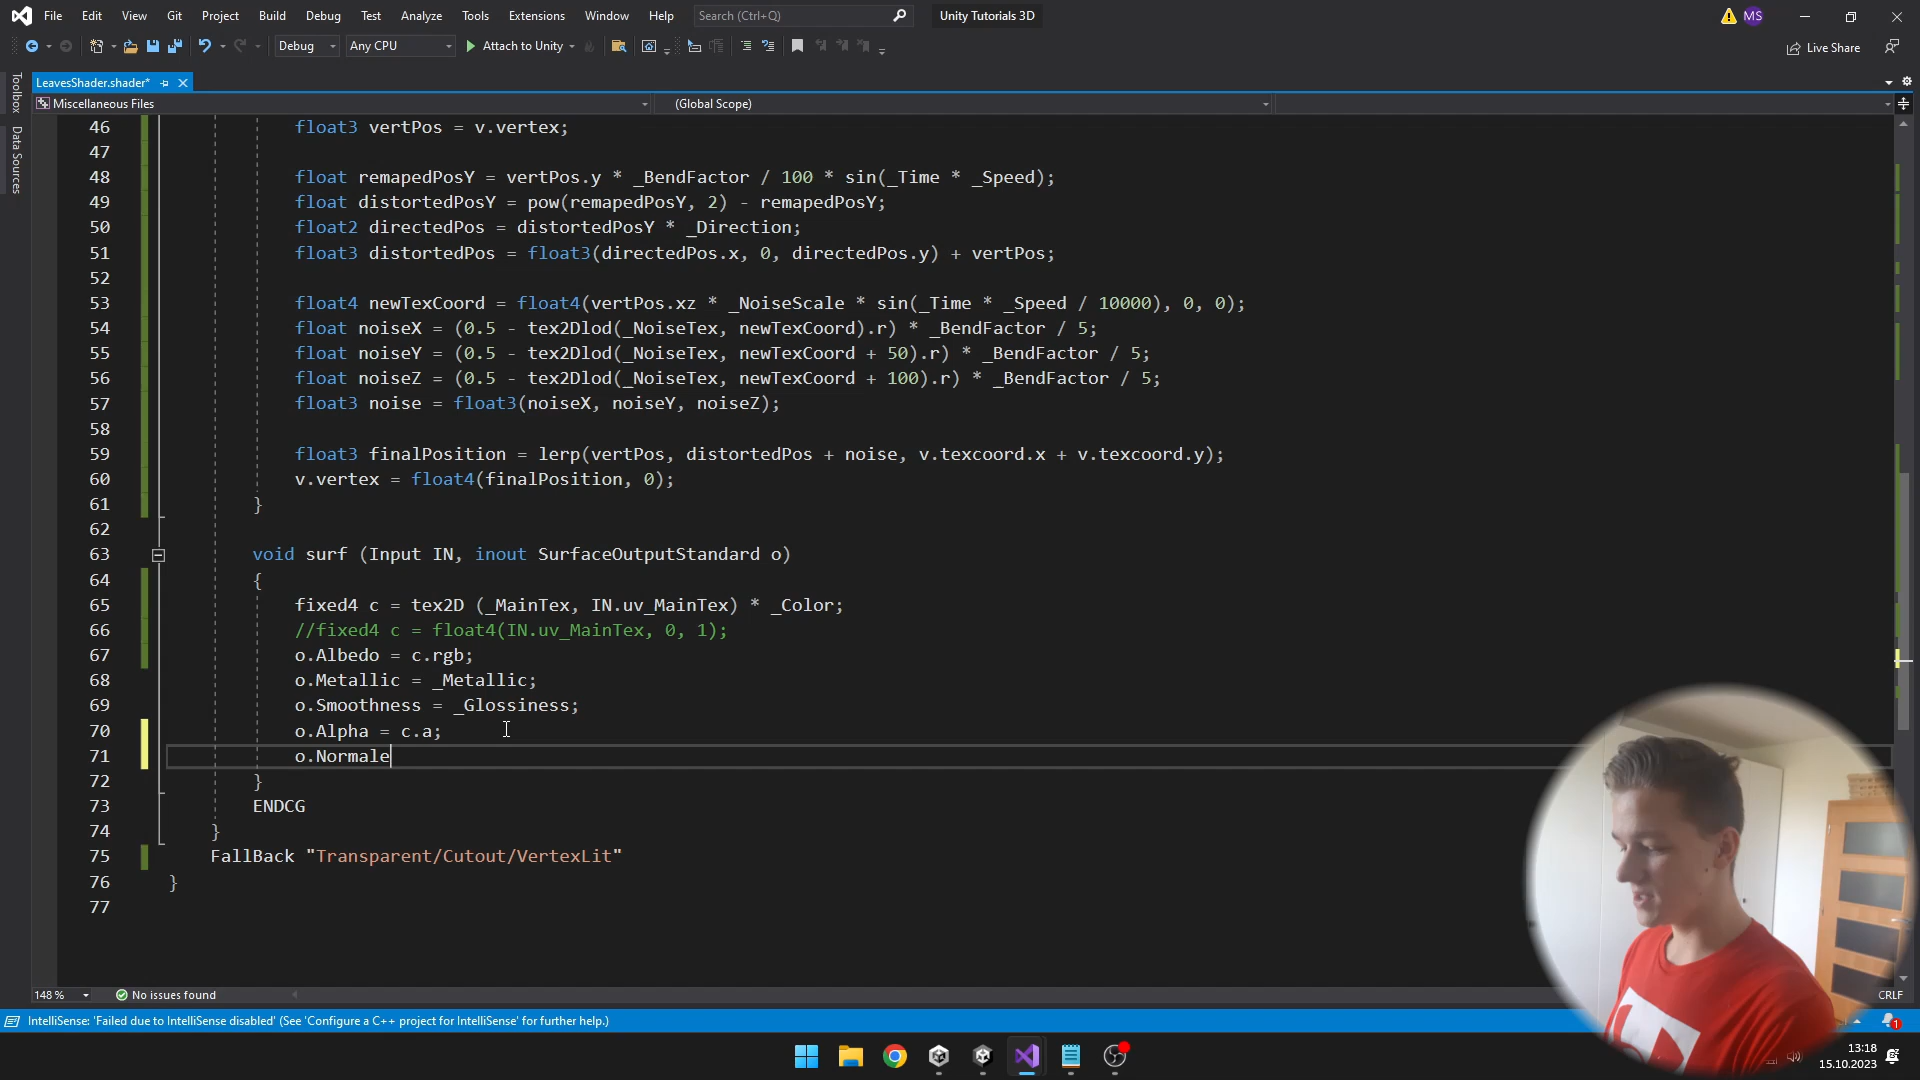 File Edit View Git Project Build Debug Test Analyze Tools Extensions Window Help Search (Ctrl+Q) Unity Tutorials 3D MS
Debug Any CPU Attach to Unity Live Share
Toolbox
Data Sources
LeavesShader.shader*
Miscellaneous Files (Global Scope)
46 float3 vertPos = v.vertex;
47
48 float remapedPosY = vertPos.y * _BendFactor / 100 * sin(_Time * _Speed);
49 float distortedPosY = pow(remapedPosY, 2) - remapedPosY;
50 float2 directedPos = distortedPosY * _Direction;
51 float3 distortedPos = float3(directedPos.x, 0, directedPos.y) + vertPos;
52
53 float4 newTexCoord = float4(vertPos.xz * _NoiseScale * sin(_Time * _Speed / 10000), 0, 0);
54 float noiseX = (0.5 - tex2Dlod(_NoiseTex, newTexCoord).r) * _BendFactor / 5;
55 float noiseY = (0.5 - tex2Dlod(_NoiseTex, newTexCoord + 50).r) * _BendFactor / 5;
56 float noiseZ = (0.5 - tex2Dlod(_NoiseTex, newTexCoord + 100).r) * _BendFactor / 5;
57 float3 noise = float3(noiseX, noiseY, noiseZ);
58
59 float3 finalPosition = lerp(vertPos, distortedPos + noise, v.texcoord.x + v.texcoord.y);
60 v.vertex = float4(finalPosition, 0);
61 }
62
63 void surf (Input IN, inout SurfaceOutputStandard o)
64 {
65 fixed4 c = tex2D (_MainTex, IN.uv_MainTex) * _Color;
66 //fixed4 c = float4(IN.uv_MainTex, 0, 1);
67 o.Albedo = c.rgb;
68 o.Metallic = _Metallic;
69 o.Smoothness = _Glossiness;
70 o.Alpha = c.a;
71 o.Normale
72 }
73 ENDCG
74 }
75 FallBack "Transparent/Cutout/VertexLit"
76 }
77
148 % No issues found CRLF
IntelliSense: 'Failed due to IntelliSense disabled' (See 'Configure a C++ project for IntelliSense' for further help.) 1
13:18
15.10.2023